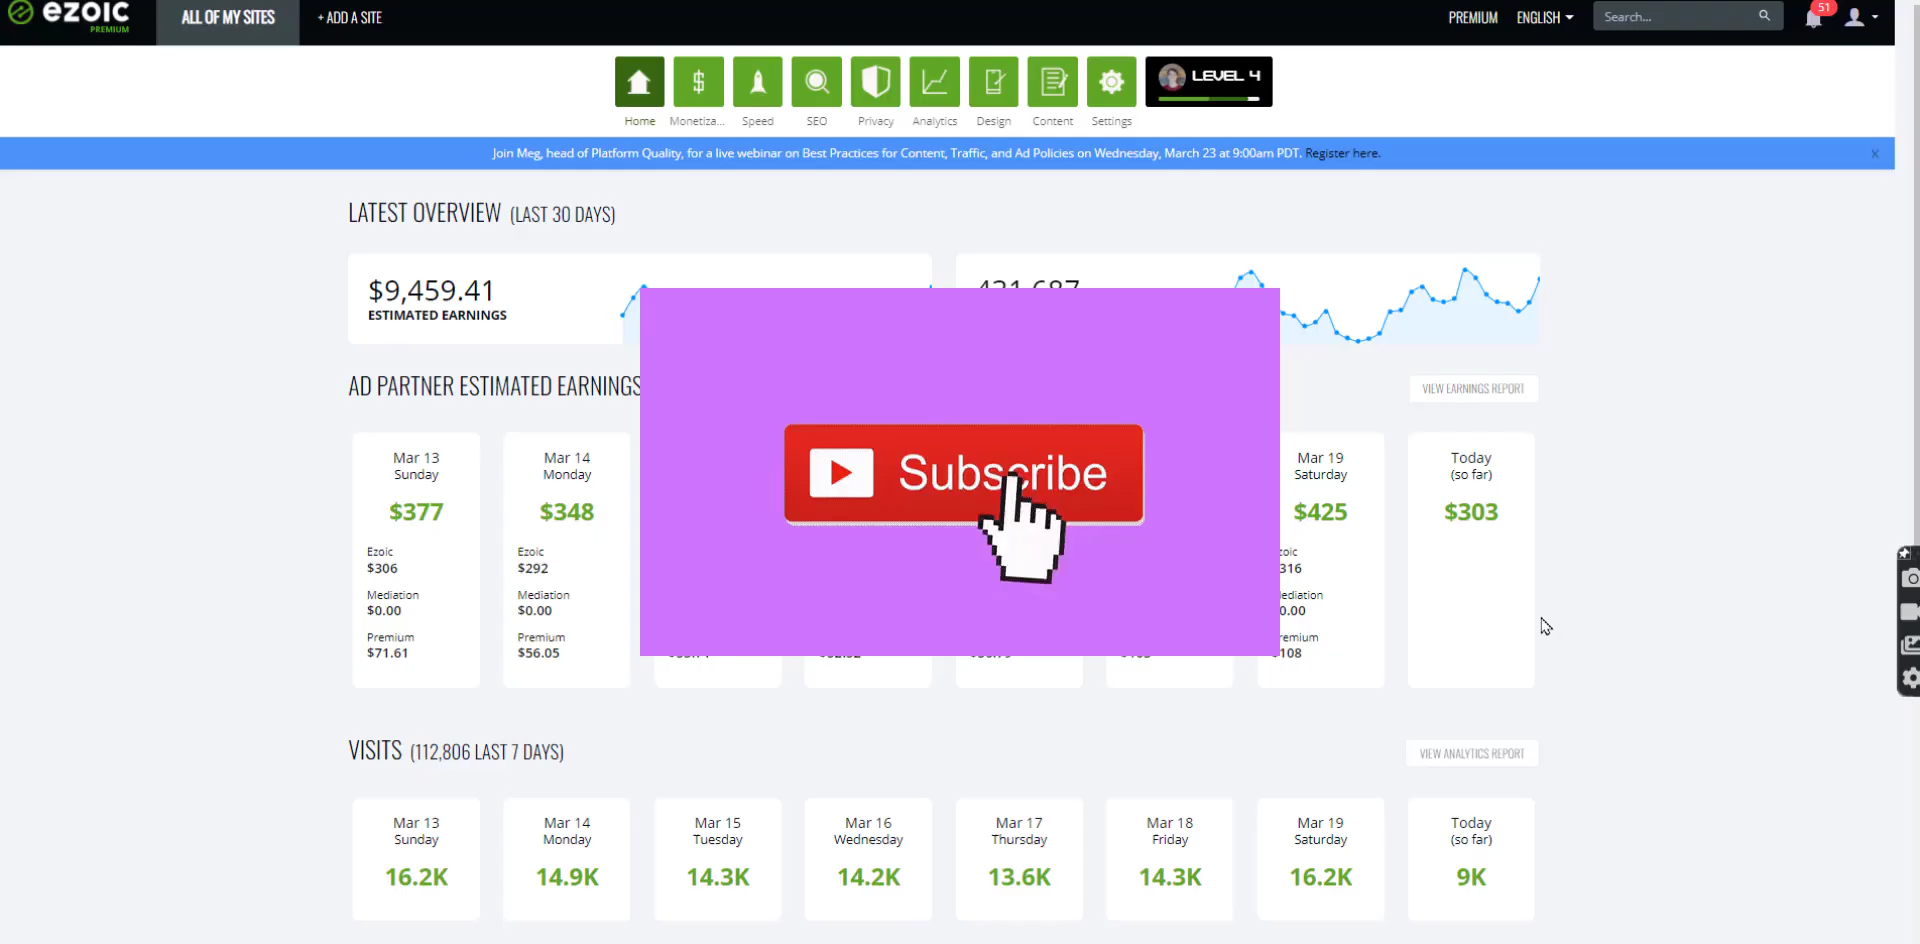 ezoic
PREMIUM
ALL OF MY SITES
+ ADD A SITE
PREMIUM
ENGLISH
Search...
51
LEVEL 4
Home
Monetiza...
Speed
SEO
Privacy
Analytics
Design
Content
Settings
Join Meg, head of Platform Quality, for a live webinar on Best Practices for Content, Traffic, and Ad Policies on Wednesday, March 23 at 9:00am PDT. Register here.
x
LATEST OVERVIEW (LAST 30 DAYS)
$9,459.41
ESTIMATED EARNINGS
AD PARTNER ESTIMATED EARNINGS
VIEW EARNINGS REPORT
Subscribe
Mar 13
Sunday
$377
Ezoic
$306
Mediation
$0.00
Premium
$71.61
Mar 14
Monday
$348
Ezoic
$292
Mediation
$0.00
Premium
$56.05
Mar 19
Saturday
$425
316
0.00
108
Today
(so far)
$303
VISITS (112,806 LAST 7 DAYS)
VIEW ANALYTICS REPORT
Mar 13
Sunday
16.2K
Mar 14
Monday
14.9K
Mar 15
Tuesday
14.3K
Mar 16
Wednesday
14.2K
Mar 17
Thursday
13.6K
Mar 18
Friday
14.3K
Mar 19
Saturday
16.2K
Today
(so far)
9K